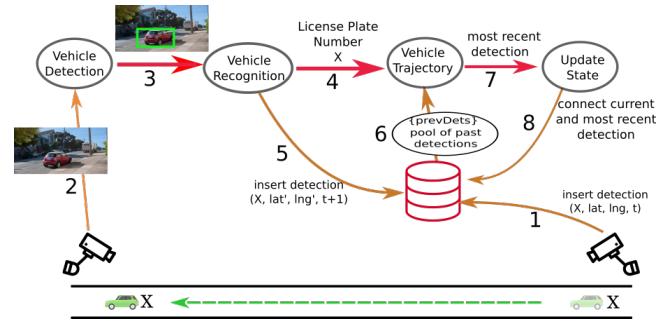 Vehicle
Detection
3
Vehicle
Recognition
License Plate
Number
X
4
Vehicle
Trajectory
most recent
detection
7
Update
State
2
5
6
{prevDets}
pool of past
detections
8
connect current
and most recent
detection
insert detection
(X, lat', lng', t+1)
1
insert detection
(X, lat, lng, t)
X
X